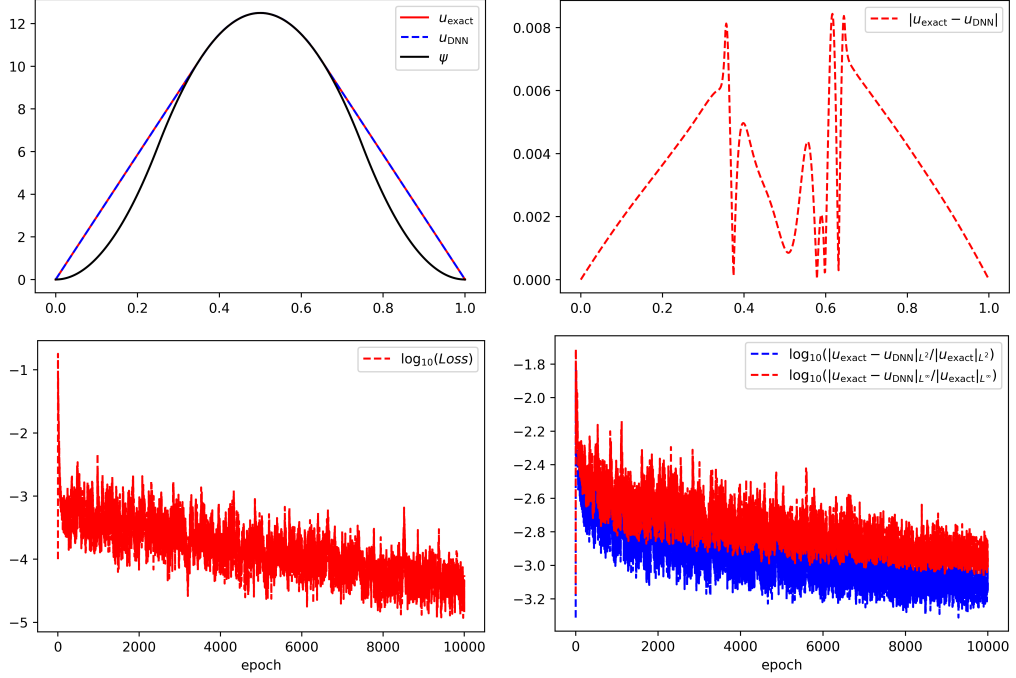 12
10
8
6
4
2
0
0.0 0.2 0.4 0.6 0.8 1.0
u_exact
u_DNN
ψ
0.008
0.006
0.004
0.002
0.000
0.0 0.2 0.4 0.6 0.8 1.0
|u_exact − u_DNN|
−1
−2
−3
−4
−5
0 2000 4000 6000 8000 10000
epoch
log₁₀(Loss)
−1.8
−2.0
−2.2
−2.4
−2.6
−2.8
−3.0
−3.2
0 2000 4000 6000 8000 10000
epoch
log₁₀(|u_exact − u_DNN|_L²/|u_exact|_L²)
log₁₀(|u_exact − u_DNN|_L∞/|u_exact|_L∞)